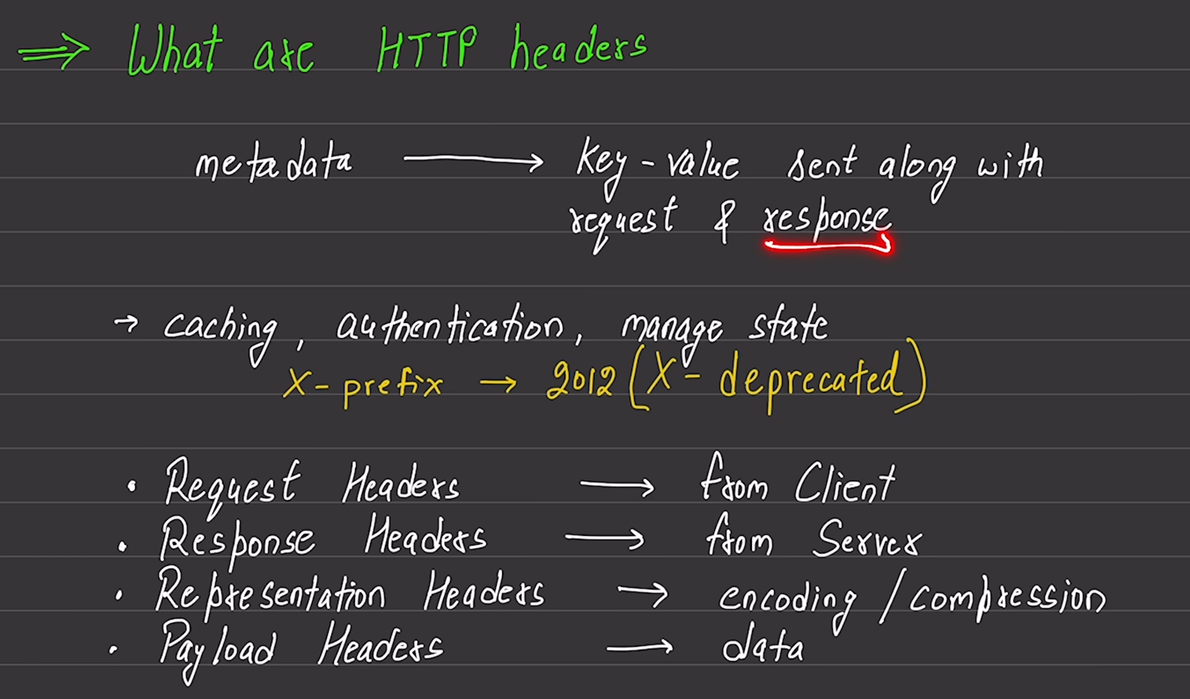 ⇒ What are HTTP headers
metadata ⟶ key-value sent along with
request & response
→ caching, authentication, manage state
X-prefix → 2012 (X- deprecated)
• Request Headers ⟶ from Client
• Response Headers ⟶ from Server
• Representation Headers → encoding / compression
• Payload Headers ⟶ data